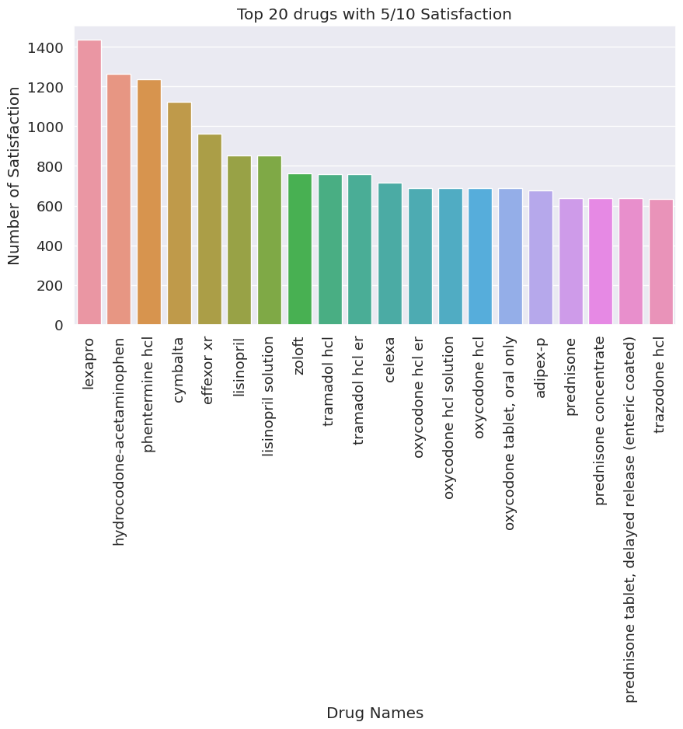 Top 20 drugs with 5/10 Satisfaction
Number of Satisfaction
1400
1200
1000
800
600
400
200
0
lexapro
hydrocodone-acetaminophen
phentermine hcl
cymbalta
effexor xr
lisinopril
lisinopril solution
zoloft
tramadol hcl
tramadol hcl er
celexa
oxycodone hcl er
oxycodone hcl solution
oxycodone hcl
oxycodone tablet, oral only
adipex-p
prednisone
prednisone concentrate
prednisone tablet, delayed release (enteric coated)
trazodone hcl
Drug Names